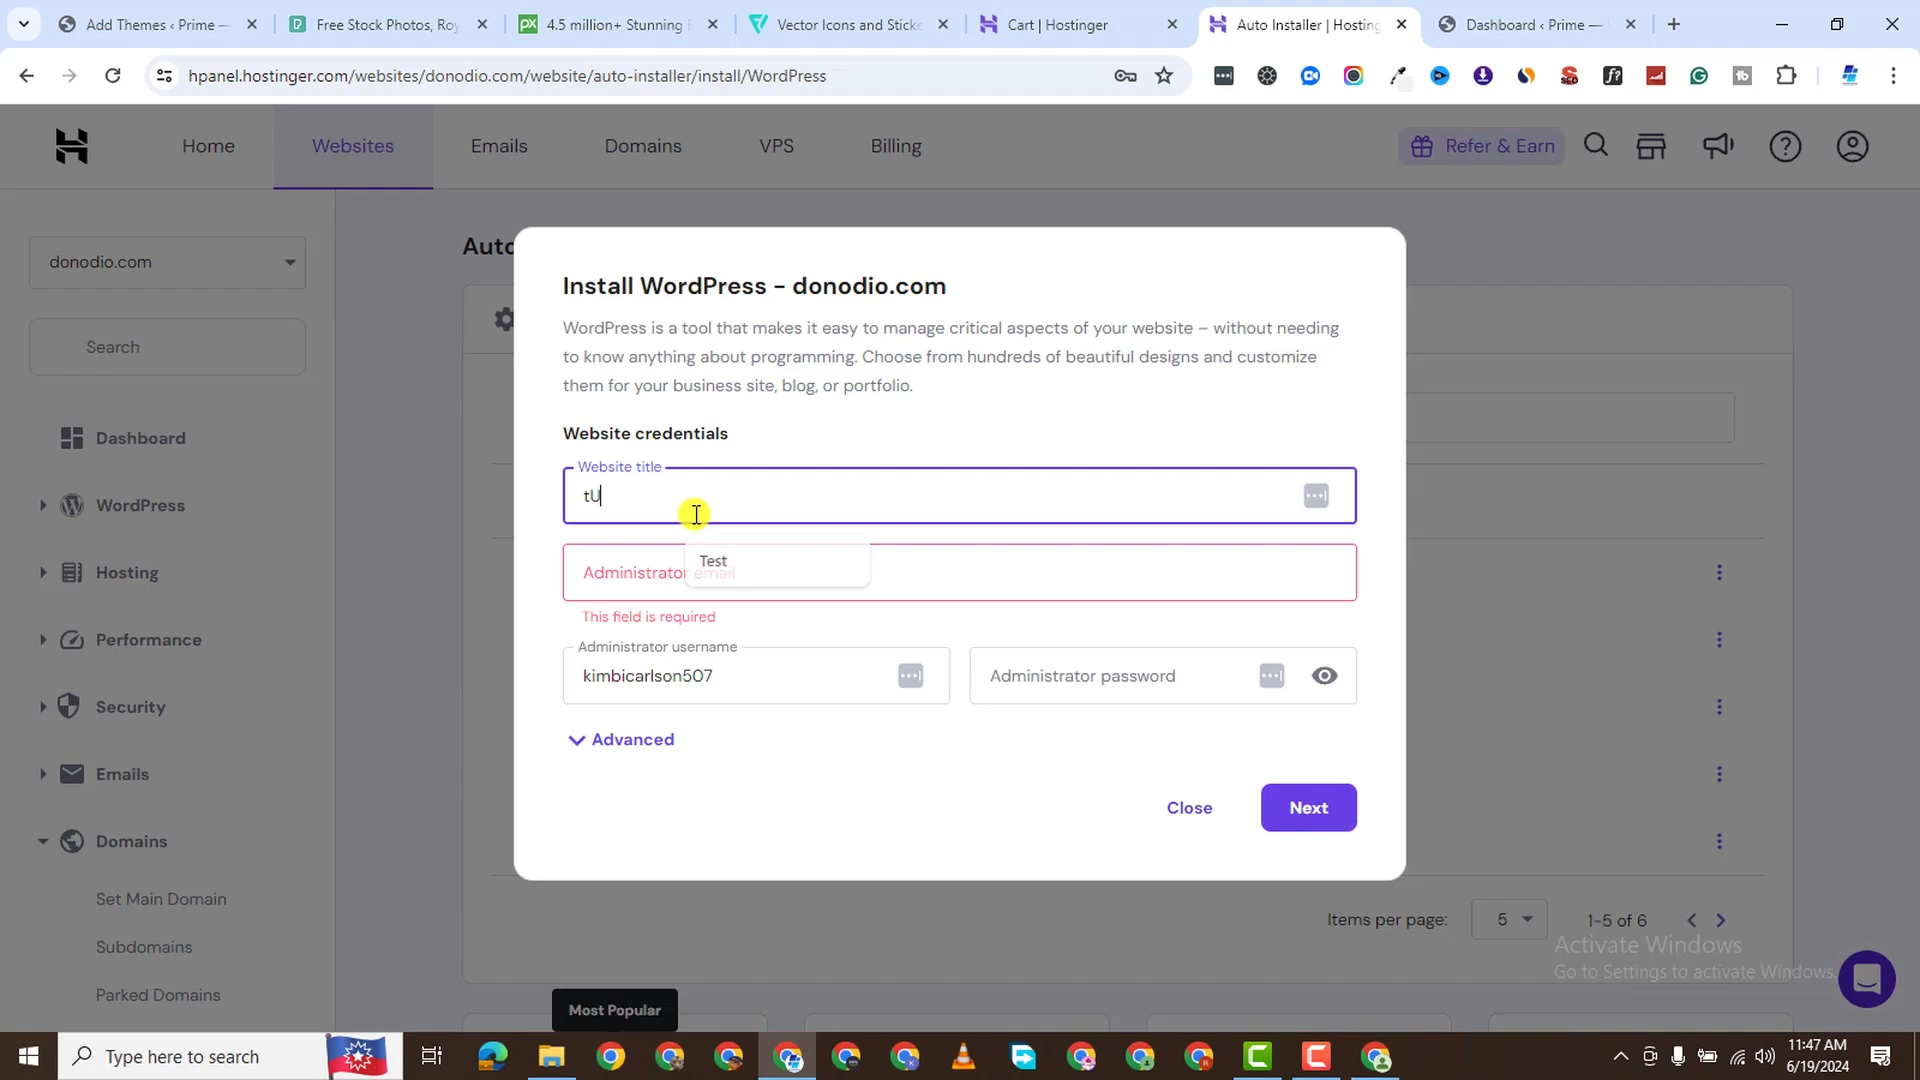 Add Themes ‹ Prime —
Free Stock Photos, Roy
4.5 million+ Stunning F
Vector Icons and Sticke
Cart | Hostinger
Auto Installer | Hosting
Dashboard ‹ Prime —
hpanel.hostinger.com/websites/donodio.com/website/auto-installer/install/WordPress
Home
Websites
Emails
Domains
VPS
Billing
Refer & Earn
donodio.com
Search
Dashboard
WordPress
Hosting
Performance
Security
Emails
Domains
Set Main Domain
Subdomains
Parked Domains
Auto
Install WordPress - donodio.com
WordPress is a tool that makes it easy to manage critical aspects of your website – without needing
to know anything about programming. Choose from hundreds of beautiful designs and customize
them for your business site, blog, or portfolio.
Website credentials
Website title
tU
Test
Administrator email
This field is required
Administrator username
kimbicarlson507
Administrator password
Advanced
Close
Next
Items per page:
5
1-5 of 6
Activate Windows
Go to Settings to activate Windows.
Most Popular
Type here to search
11:47 AM
6/19/2024